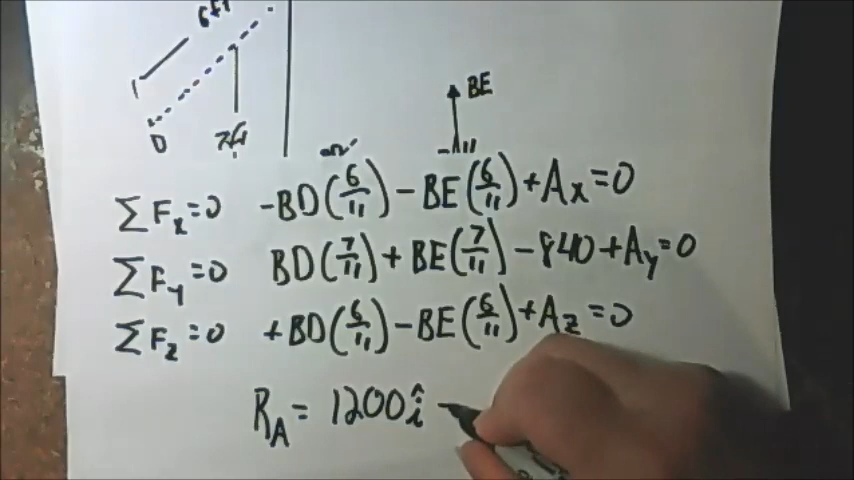 6ft
D
7ft
BE
ΣFx=0 -BD(6/11) - BE(6/11) + Ax = 0
ΣFy=0 BD(7/11) + BE(7/11) - 840 + Ay = 0
ΣFz=0 +BD(6/11) - BE(6/11) + Az = 0
RA = 1200î -